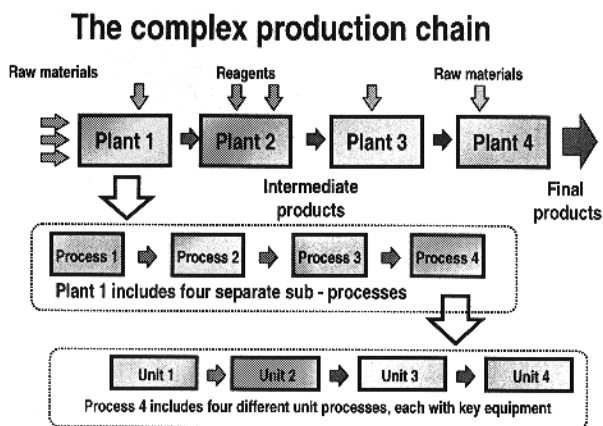 The complex production chain
Raw materials Reagents Raw materials
Plant 1 Plant 2 Plant 3 Plant 4
Intermediate
products
Final
products
Process 1 Process 2 Process 3 Process 4
Plant 1 includes four separate sub - processes
Unit 1 Unit 2 Unit 3 Unit 4
Process 4 includes four different unit processes, each with key equipment